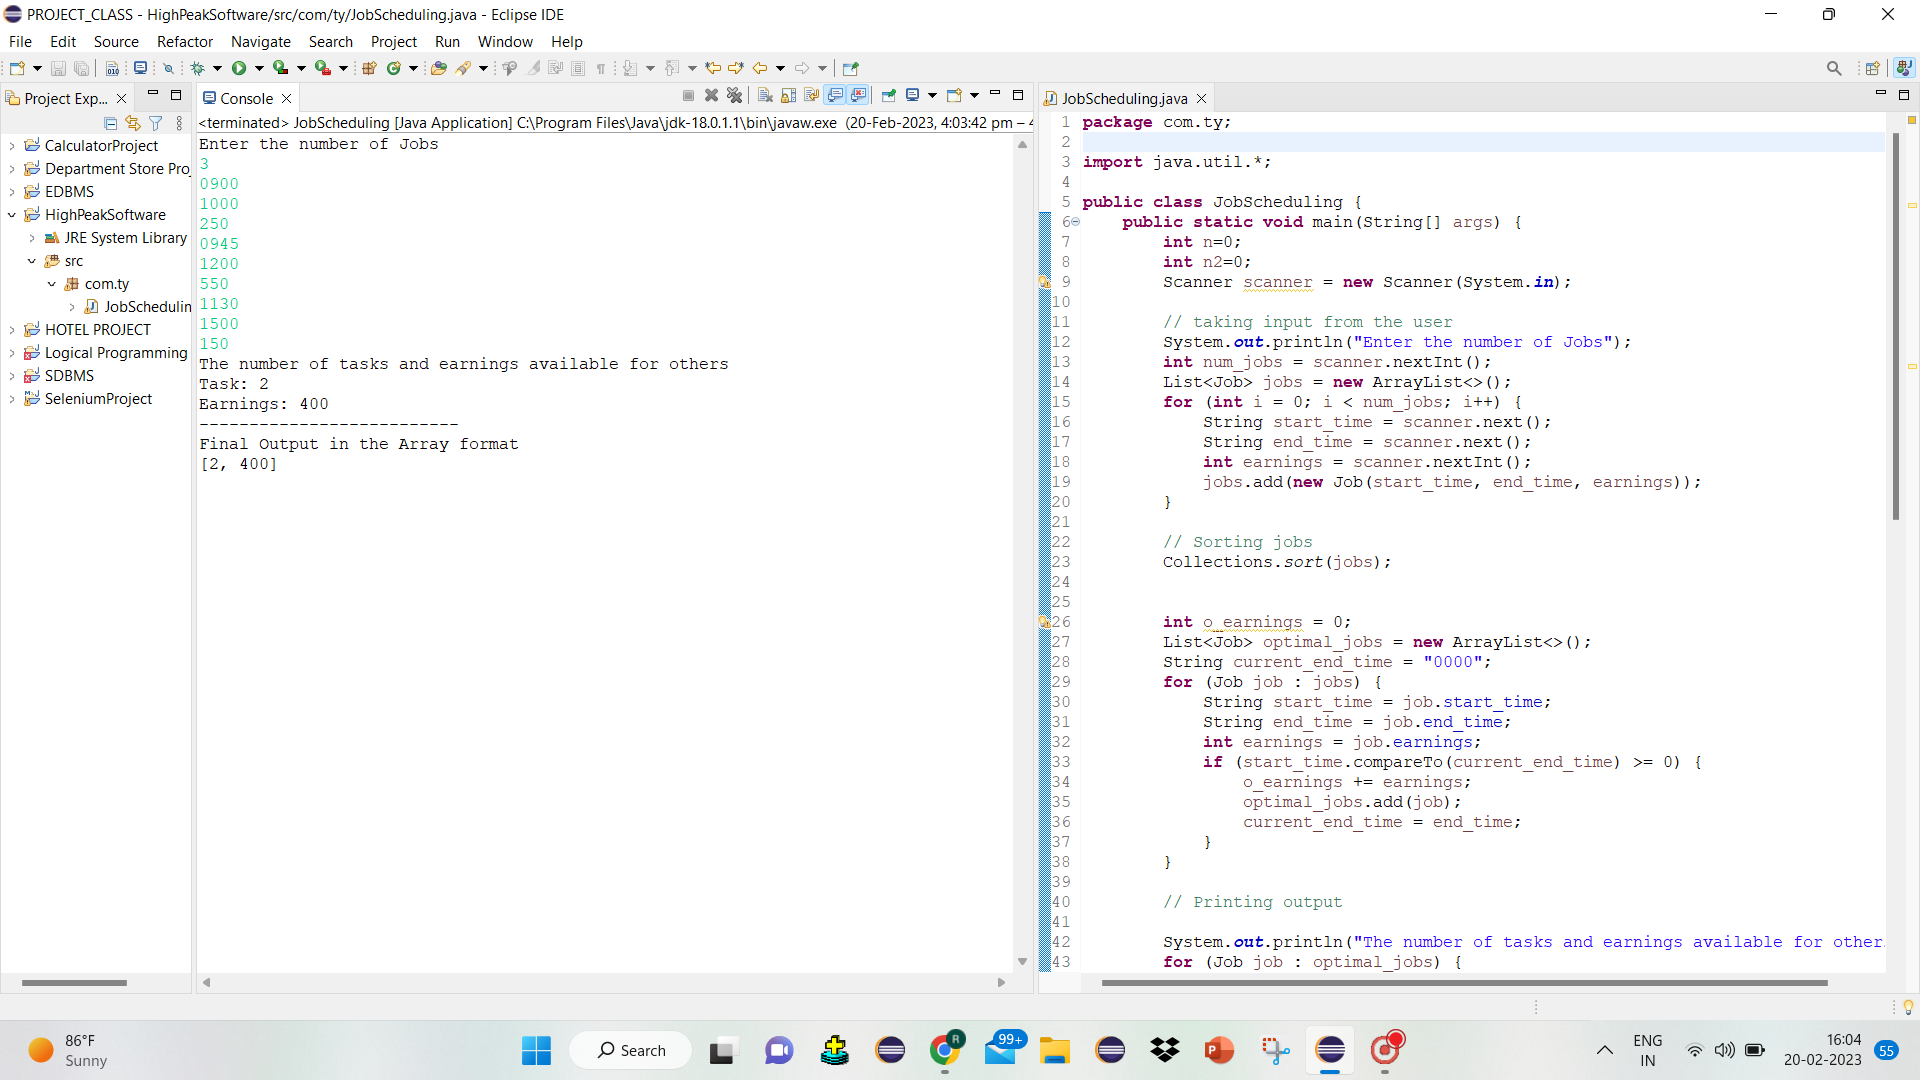 PROJECT_CLASS - HighPeakSoftware/src/com/ty/JobScheduling.java - Eclipse IDE
File Edit Source Refactor Navigate Search Project Run Window Help
Project Exp...
CalculatorProject
Department Store Pro
EDBMS
HighPeakSoftware
JRE System Library
src
com.ty
JobSchedulin
HOTEL PROJECT
Logical Programming
SDBMS
SeleniumProject
Console
<terminated> JobScheduling [Java Application] C:\Program Files\Java\jdk-18.0.1.1\bin\javaw.exe (20-Feb-2023, 4:03:42 pm – 4
Enter the number of Jobs
3
0900
1000
250
0945
1200
550
1130
1500
150
The number of tasks and earnings available for others
Task: 2
Earnings: 400
--------------------------
Final Output in the Array format
[2, 400]
JobScheduling.java
1 package com.ty;
2
3 import java.util.*;
4
5 public class JobScheduling {
6 public static void main(String[] args) {
7 int n=0;
8 int n2=0;
9 Scanner scanner = new Scanner(System.in);
10
11 // taking input from the user
12 System.out.println("Enter the number of Jobs");
13 int num_jobs = scanner.nextInt();
14 List<Job> jobs = new ArrayList<>();
15 for (int i = 0; i < num_jobs; i++) {
16 String start_time = scanner.next();
17 String end_time = scanner.next();
18 int earnings = scanner.nextInt();
19 jobs.add(new Job(start_time, end_time, earnings));
20 }
21
22 // Sorting jobs
23 Collections.sort(jobs);
24
25
26 int o_earnings = 0;
27 List<Job> optimal_jobs = new ArrayList<>();
28 String current_end_time = "0000";
29 for (Job job : jobs) {
30 String start_time = job.start_time;
31 String end_time = job.end_time;
32 int earnings = job.earnings;
33 if (start_time.compareTo(current_end_time) >= 0) {
34 o_earnings += earnings;
35 optimal_jobs.add(job);
36 current_end_time = end_time;
37 }
38 }
39
40 // Printing output
41
42 System.out.println("The number of tasks and earnings available for other
43 for (Job job : optimal_jobs) {
86°F
Sunny
Search
R
99+
ENG
IN
16:04
20-02-2023
55